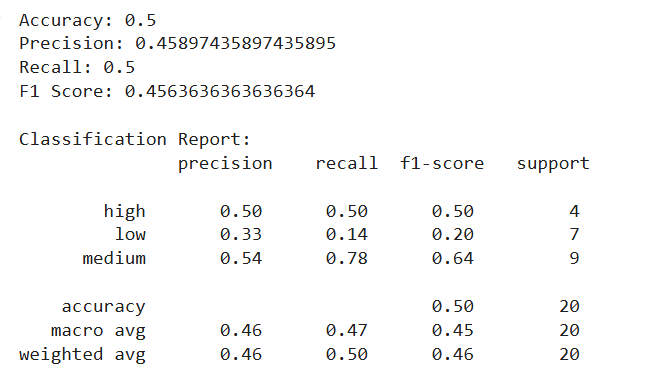 Accuracy: 0.5
Precision: 0.45897435897435895
Recall: 0.5
F1 Score: 0.4563636363636364
Classification Report:
precision recall f1-score support
high 0.50 0.50 0.50 4
low 0.33 0.14 0.20 7
medium 0.54 0.78 0.64 9
accuracy 0.50 20
macro avg 0.46 0.47 0.45 20
weighted avg 0.46 0.50 0.46 20